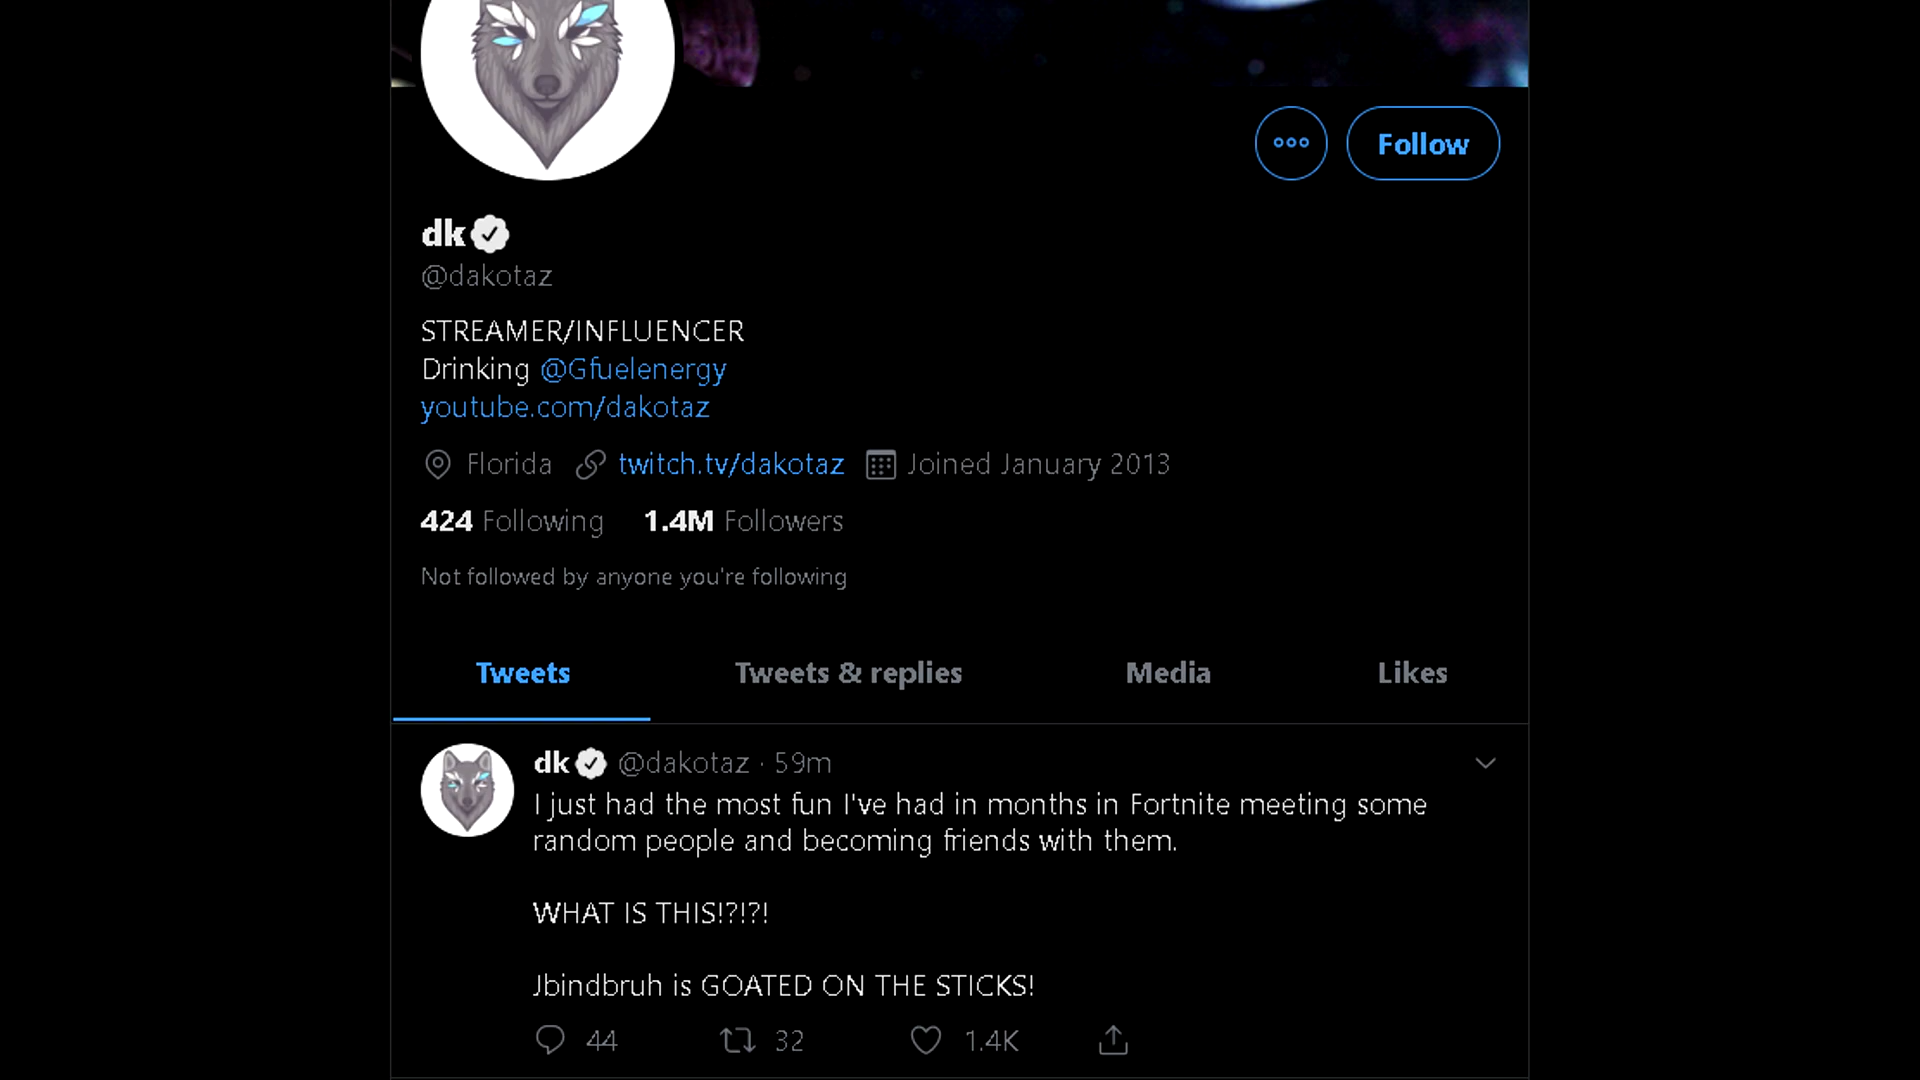 Follow
dk
@dakotaz
STREAMER/INFLUENCER
Drinking @Gfuelenergy
youtube.com/dakotaz
Florida twitch.tv/dakotaz Joined January 2013
424 Following 1.4M Followers
Not followed by anyone you're following
Tweets Tweets & replies Media Likes
dk @dakotaz · 59m
I just had the most fun I've had in months in Fortnite meeting some
random people and becoming friends with them.
WHAT IS THIS!?!?!
Jbindbruh is GOATED ON THE STICKS!
44 32 1.4K